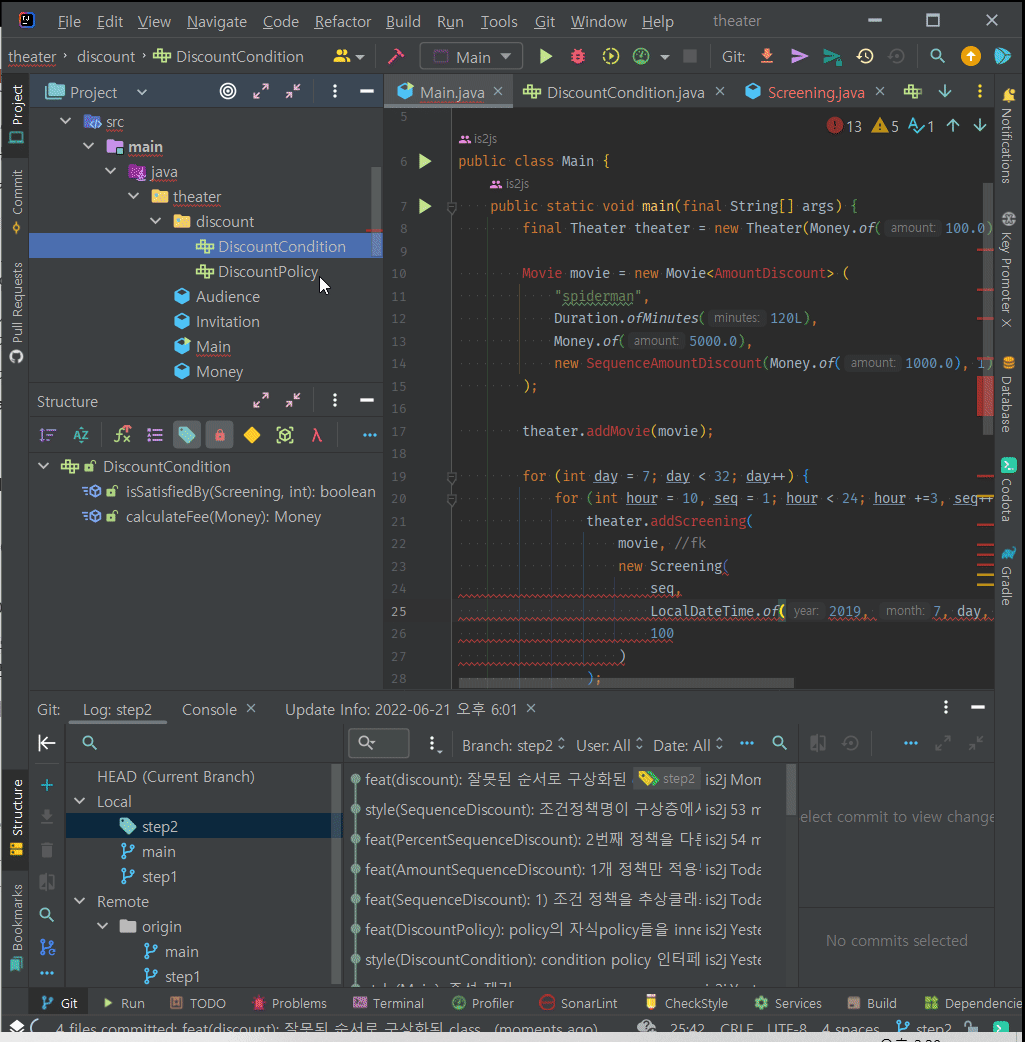 File Edit View Navigate Code Refactor Build Run Tools Git Window Help theater
theater discount DiscountCondition Main Git:
Project
Main.java DiscountCondition.java Screening.java
src
main
java
theater
discount
DiscountCondition
DiscountPolicy
Audience
Invitation
Main
Money
Structure
DiscountCondition
isSatisfiedBy(Screening, int): boolean
calculateFee(Money): Money
13 5 1
5
is2js
6 public class Main {
is2js
7 public static void main(final String[] args) {
8 final Theater theater = new Theater(Money.of( amount: 100.0)
9
10 Movie movie = new Movie<AmountDiscount> (
11 "spiderman",
12 Duration.ofMinutes( minutes: 120L),
13 Money.of( amount: 5000.0),
14 new SequenceAmountDiscount(Money.of( amount: 1000.0), 1)
15 );
16
17 theater.addMovie(movie);
18
19 for (int day = 7; day < 32; day++) {
20 for (int hour = 10, seq = 1; hour < 24; hour +=3, seq++
21 theater.addScreening(
22 movie, //fk
23 new Screening(
24 seq,
25 LocalDateTime.of( year: 2019, month: 7, day,
26 100
27 )
28 );
Project
Commit
Pull Requests
Structure
Bookmarks
Notifications
Key Promoter X
Database
Codota
Gradle
Git: Log: step2 Console Update Info: 2022-06-21 오후 6:01
Branch: step2 User: All Date: All
HEAD (Current Branch)
Local
step2
main
step1
Remote
origin
main
step1
feat(discount): 잘못된 순서로 구상화된 step2 is2j Mom
style(SequenceDiscount): 조건정책명이 구상층에서 is2j 53 m
feat(PercentSequenceDiscount): 2번째 정책을 다른 is2j 54 m
feat(AmountSequenceDiscount): 1개 정책만 적용 is2j Toda
feat(SequenceDiscount): 1) 조건 정책을 추상클래 is2j Toda
feat(DiscountPolicy): policy의 자식policy들을 inne is2j Yeste
style(DiscountCondition): condition policy 인터페 is2j Yeste
elect commit to view change
No commits selected
Git Run TODO Problems Terminal Profiler SonarLint CheckStyle Services Build Dependencie
4 files committed: feat(discount): 잘못된 순서로 구상화된 class (moments ago) 25:42 CRLF UTF-8 4 spaces step2